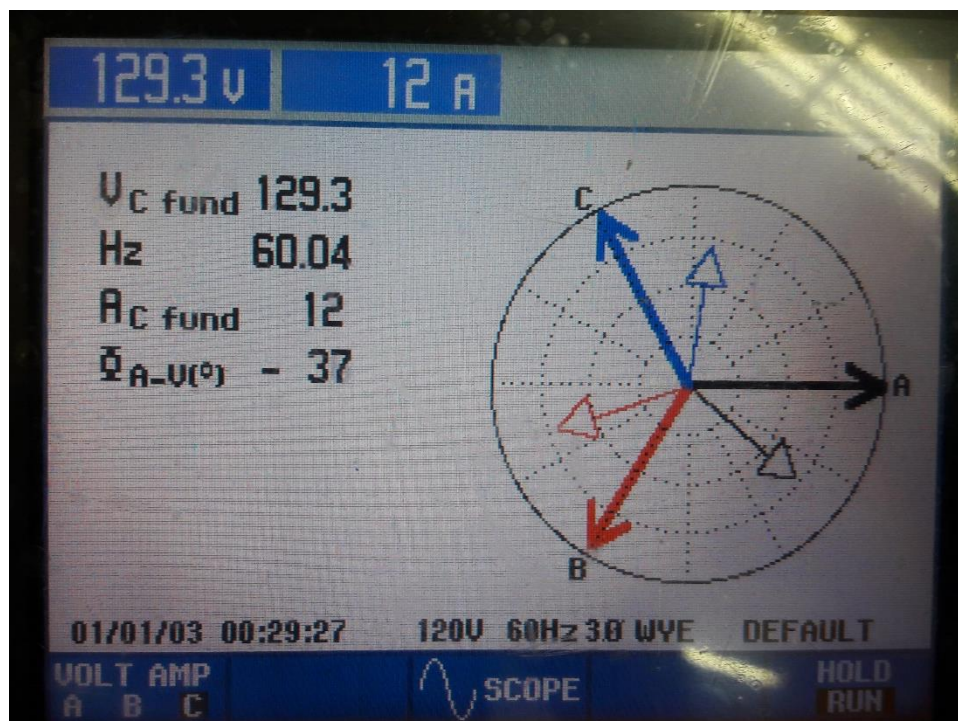 129.3 V 12 A
VC fund 129.3
Hz 60.04
AC fund 12
ΦA-V(°) - 37
C
A
B
01/01/03 00:29:27 120V 60Hz 3Ø WYE DEFAULT
VOLT AMP
A B C
SCOPE
HOLD
RUN